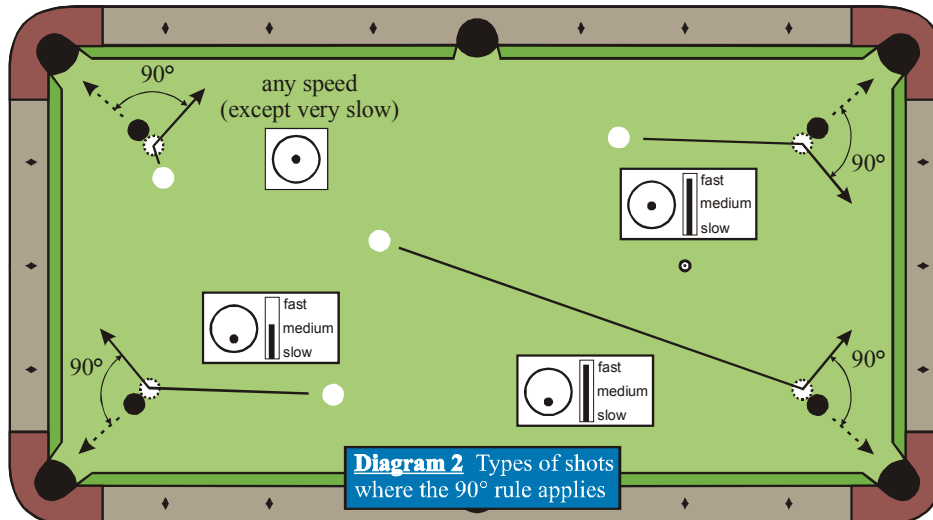 90°
any speed
(except very slow)
90°
fast
medium
slow
fast
medium
slow
90°
fast
medium
slow
90°
Diagram 2 Types of shots
where the 90° rule applies